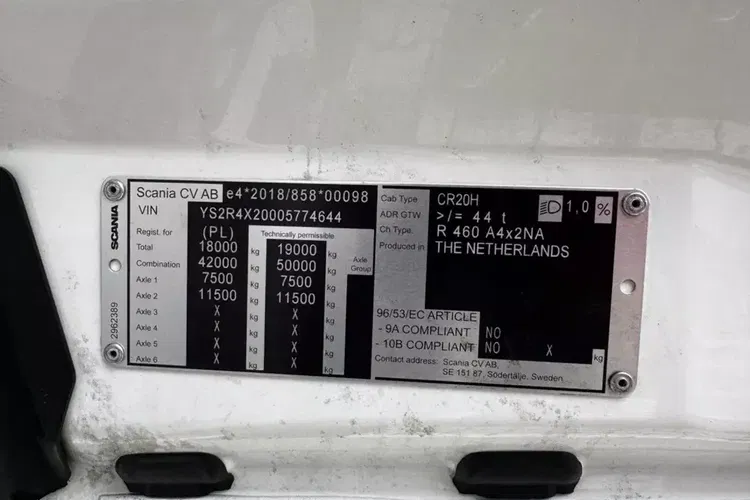 SCANIA
2962389
Scania CV AB e4*2018/858*00098
VIN YS2R4X20005774644
Regist. for (PL) Technically permissible
Total 18000 kg 19000 kg
Combination 42000 kg 50000 kg Axle Group
Axle 1 7500 kg 7500 kg
Axle 2 11500 kg 11500 kg
Axle 3 X kg X kg
Axle 4 X kg X kg
Axle 5 X kg X kg
Axle 6 X kg X kg
Cab Type CR20H 1,0 %
ADR GTW >/= 44 t
Ch Type. R 460 A4x2NA
Produced in THE NETHERLANDS
96/53/EC ARTICLE
- 9A COMPLIANT NO
- 10B COMPLIANT NO X kg
Contact address: Scania CV AB,
SE 151 87, Södertälje, Sweden